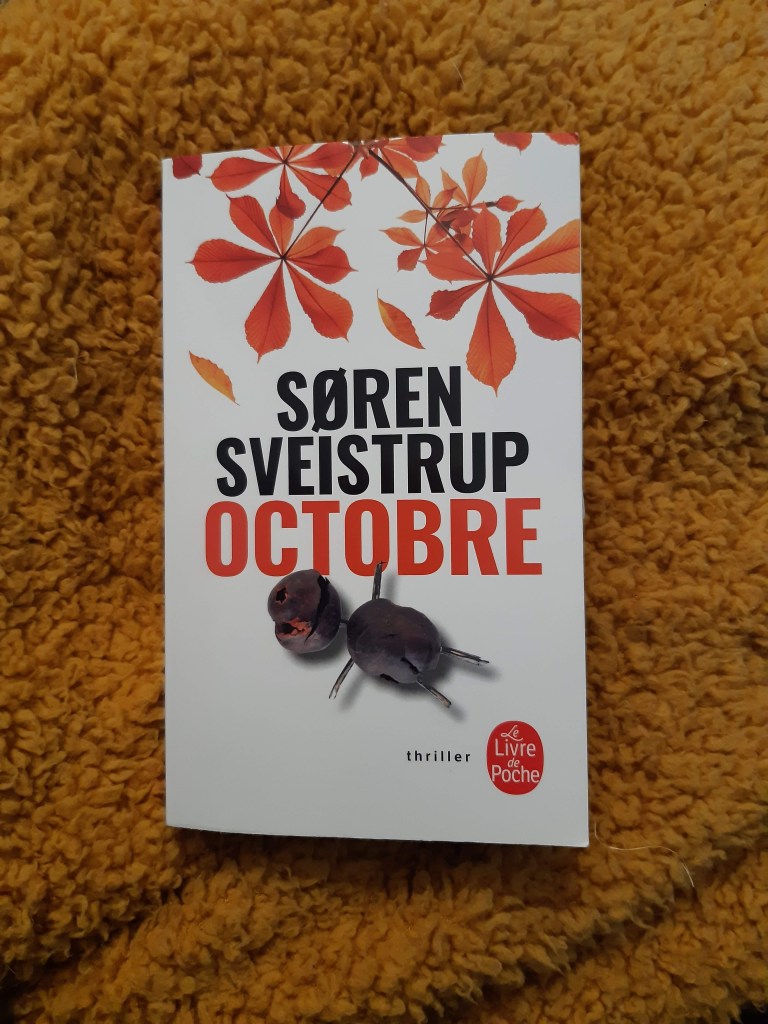 SØREN
SVEISTRUP
OCTOBRE
thriller
Le
Livre
de
Poche